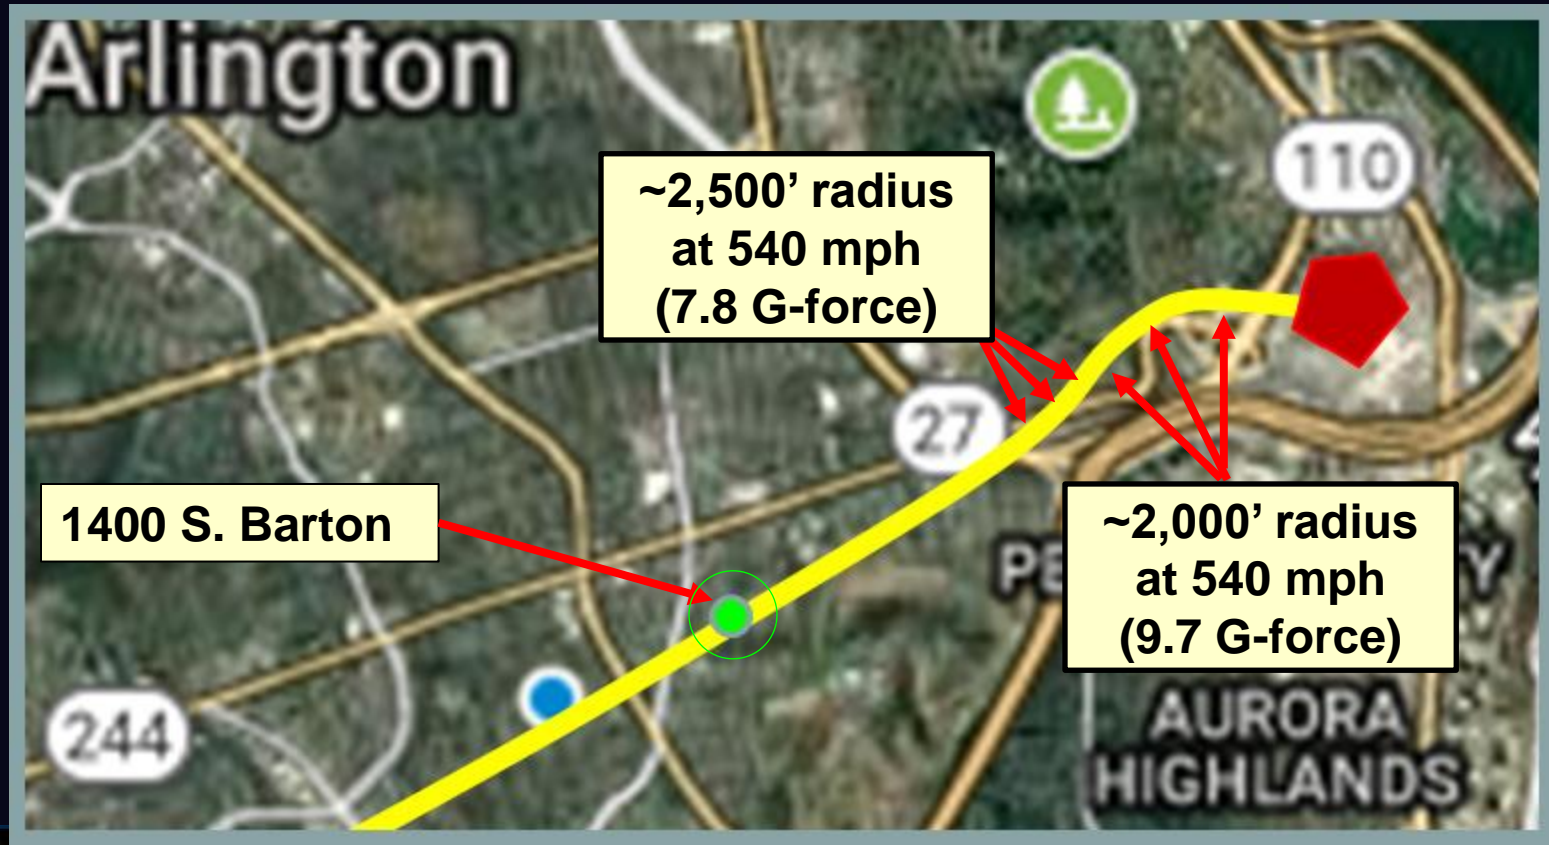 Arlington
110
~2,500’ radius
at 540 mph
(7.8 G-force)
27
1400 S. Barton
~2,000’ radius
at 540 mph
(9.7 G-force)
244
AURORA
HIGHLANDS